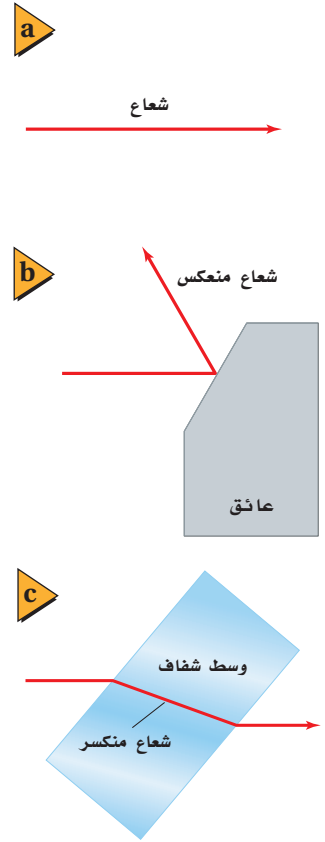 a
شعاع
b
شعاع منعكس
عائق
c
وسط شفاف
شعاع منكسر